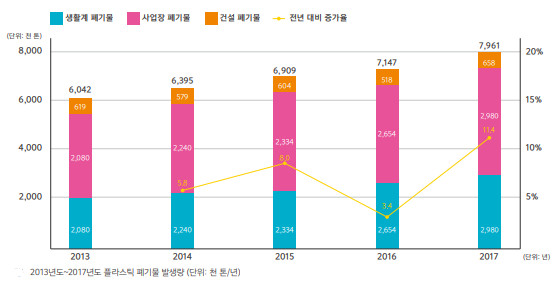 생활계 폐기물 사업장 폐기물 건설 폐기물 전년 대비 증가율
(단위: 천 톤)
8,000 6,042 6,395 6,909 7,147 7,961 20%
619 579 604 518 658
6,000 15%
2,080 2,240 2,334 2,654 2,980
4,000 10%
5.8 8.0 3.4 11.4
2,000 5%
2,080 2,240 2,334 2,654 2,980
2013 2014 2015 2016 2017
(단위: 년)
2013년도~2017년도 플라스틱 폐기물 발생량 (단위: 천 톤/년)